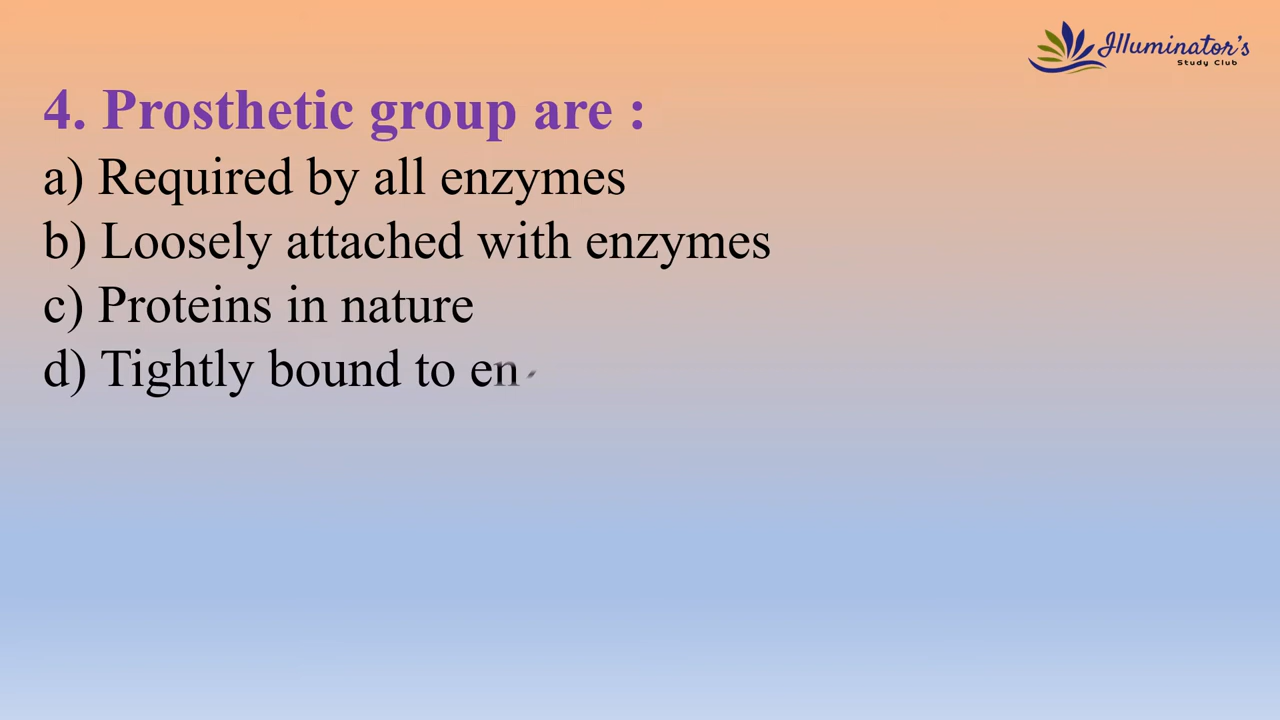 Illuminator's
Study Club
4. Prosthetic group are :
a) Required by all enzymes
b) Loosely attached with enzymes
c) Proteins in nature
d) Tightly bound to en